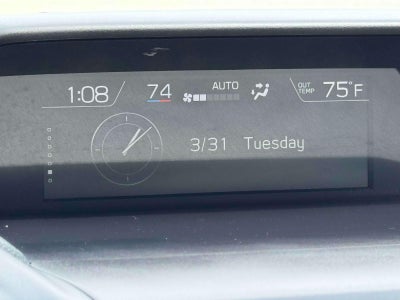 1:08 74 AUTO OUT TEMP 75°F
3/31 Tuesday